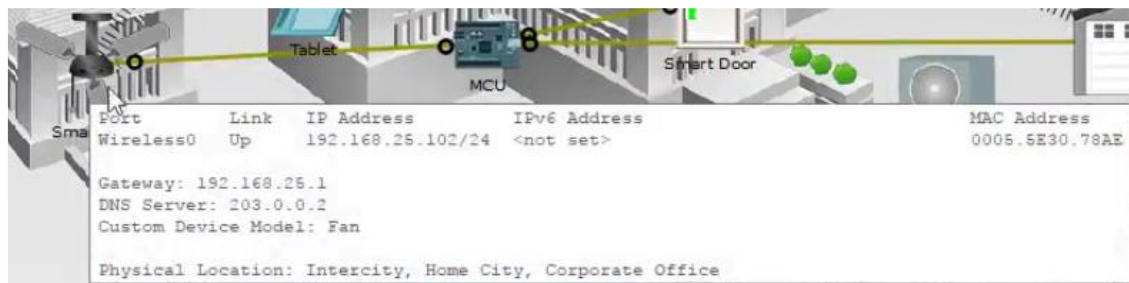 Tablet
Smart Door
MCU
Sma
Port Link IP Address IPv6 Address MAC Address
Wireless0 Up 192.168.25.102/24 <not set> 0005.5E30.78AE
Gateway: 192.168.25.1
DNS Server: 203.0.0.2
Custom Device Model: Fan
Physical Location: Intercity, Home City, Corporate Office